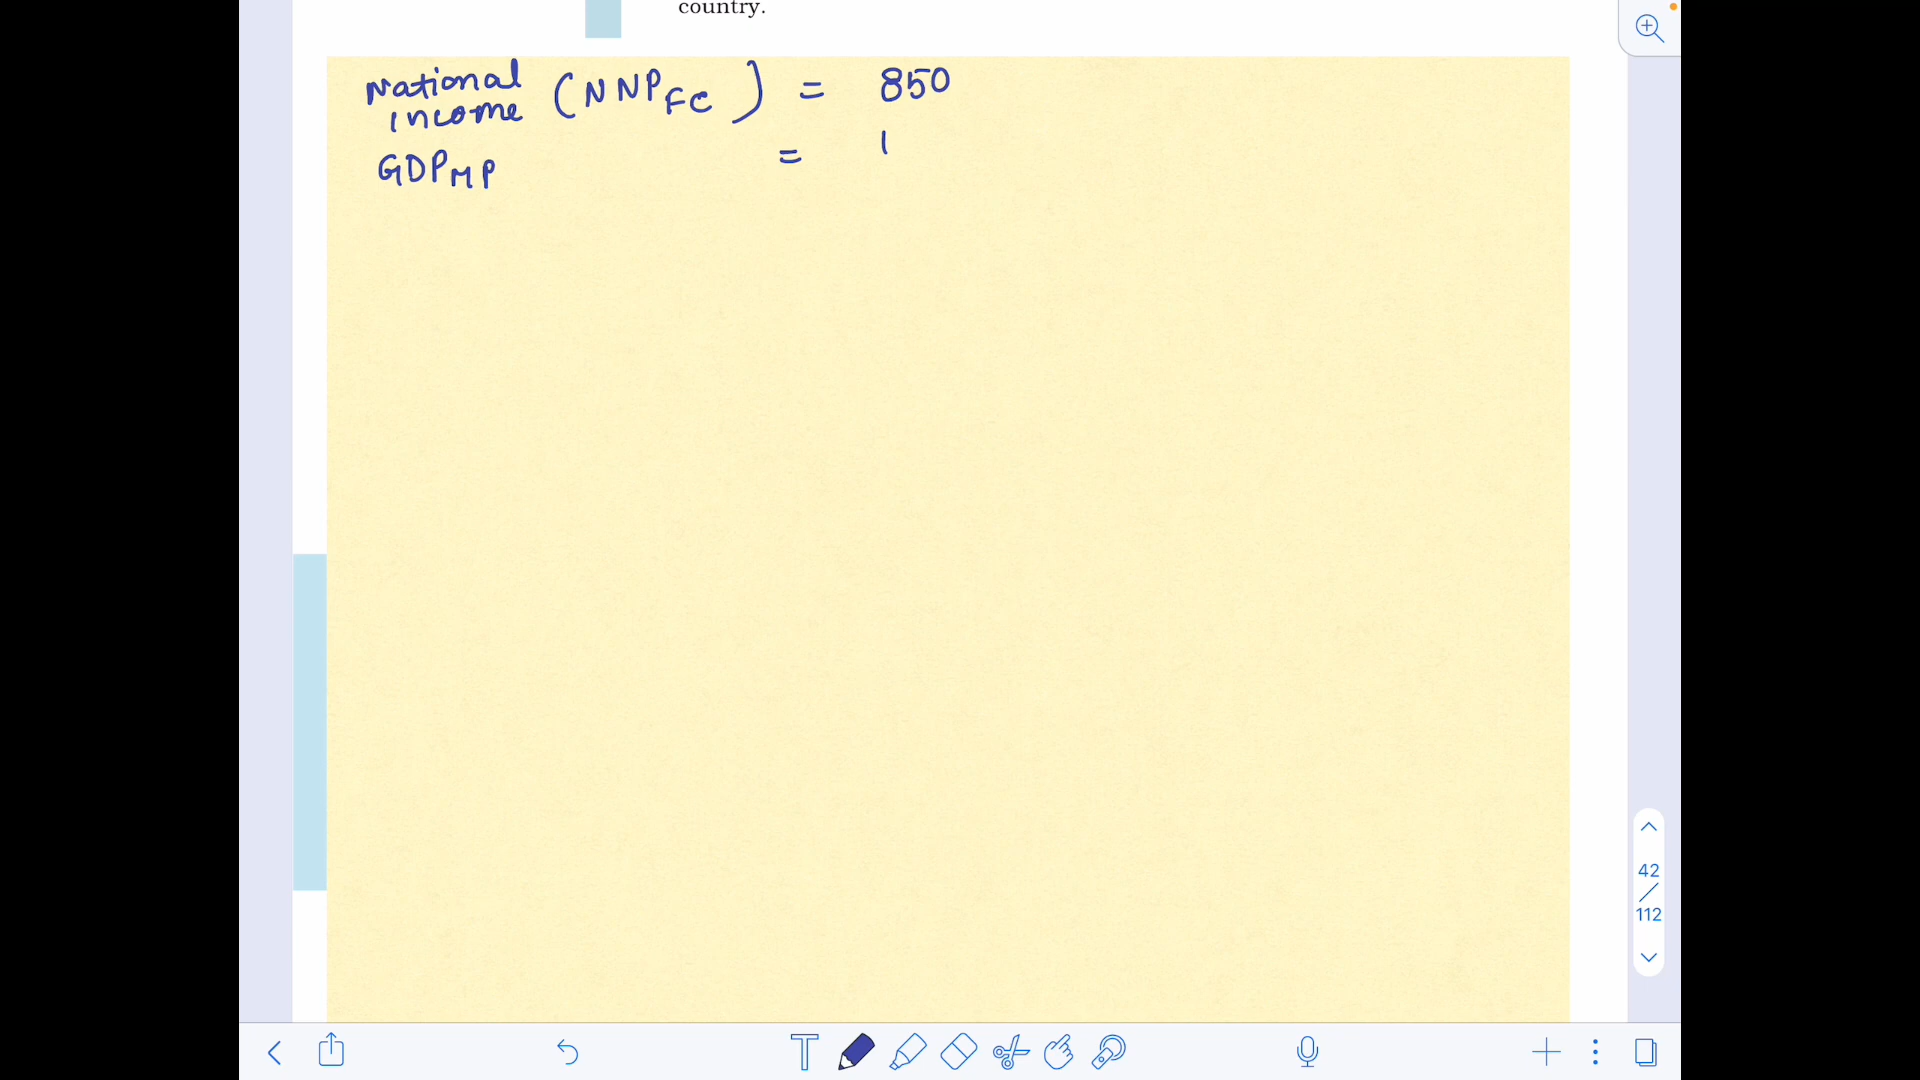 country.
National (NNPFC) = 850
income
GDPMP = 1
42
112